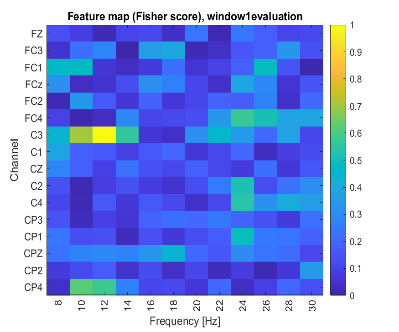 Feature map (Fisher score), window1evaluation
FZ
FC3
FC1
FCz
FC2
FC4
C3
C1
CZ
C2
C4
CP3
CP1
CPZ
CP2
CP4
Channel
8 10 12 14 16 18 20 22 24 26 28 30
Frequency [Hz]
1
0.9
0.8
0.7
0.6
0.5
0.4
0.3
0.2
0.1
0